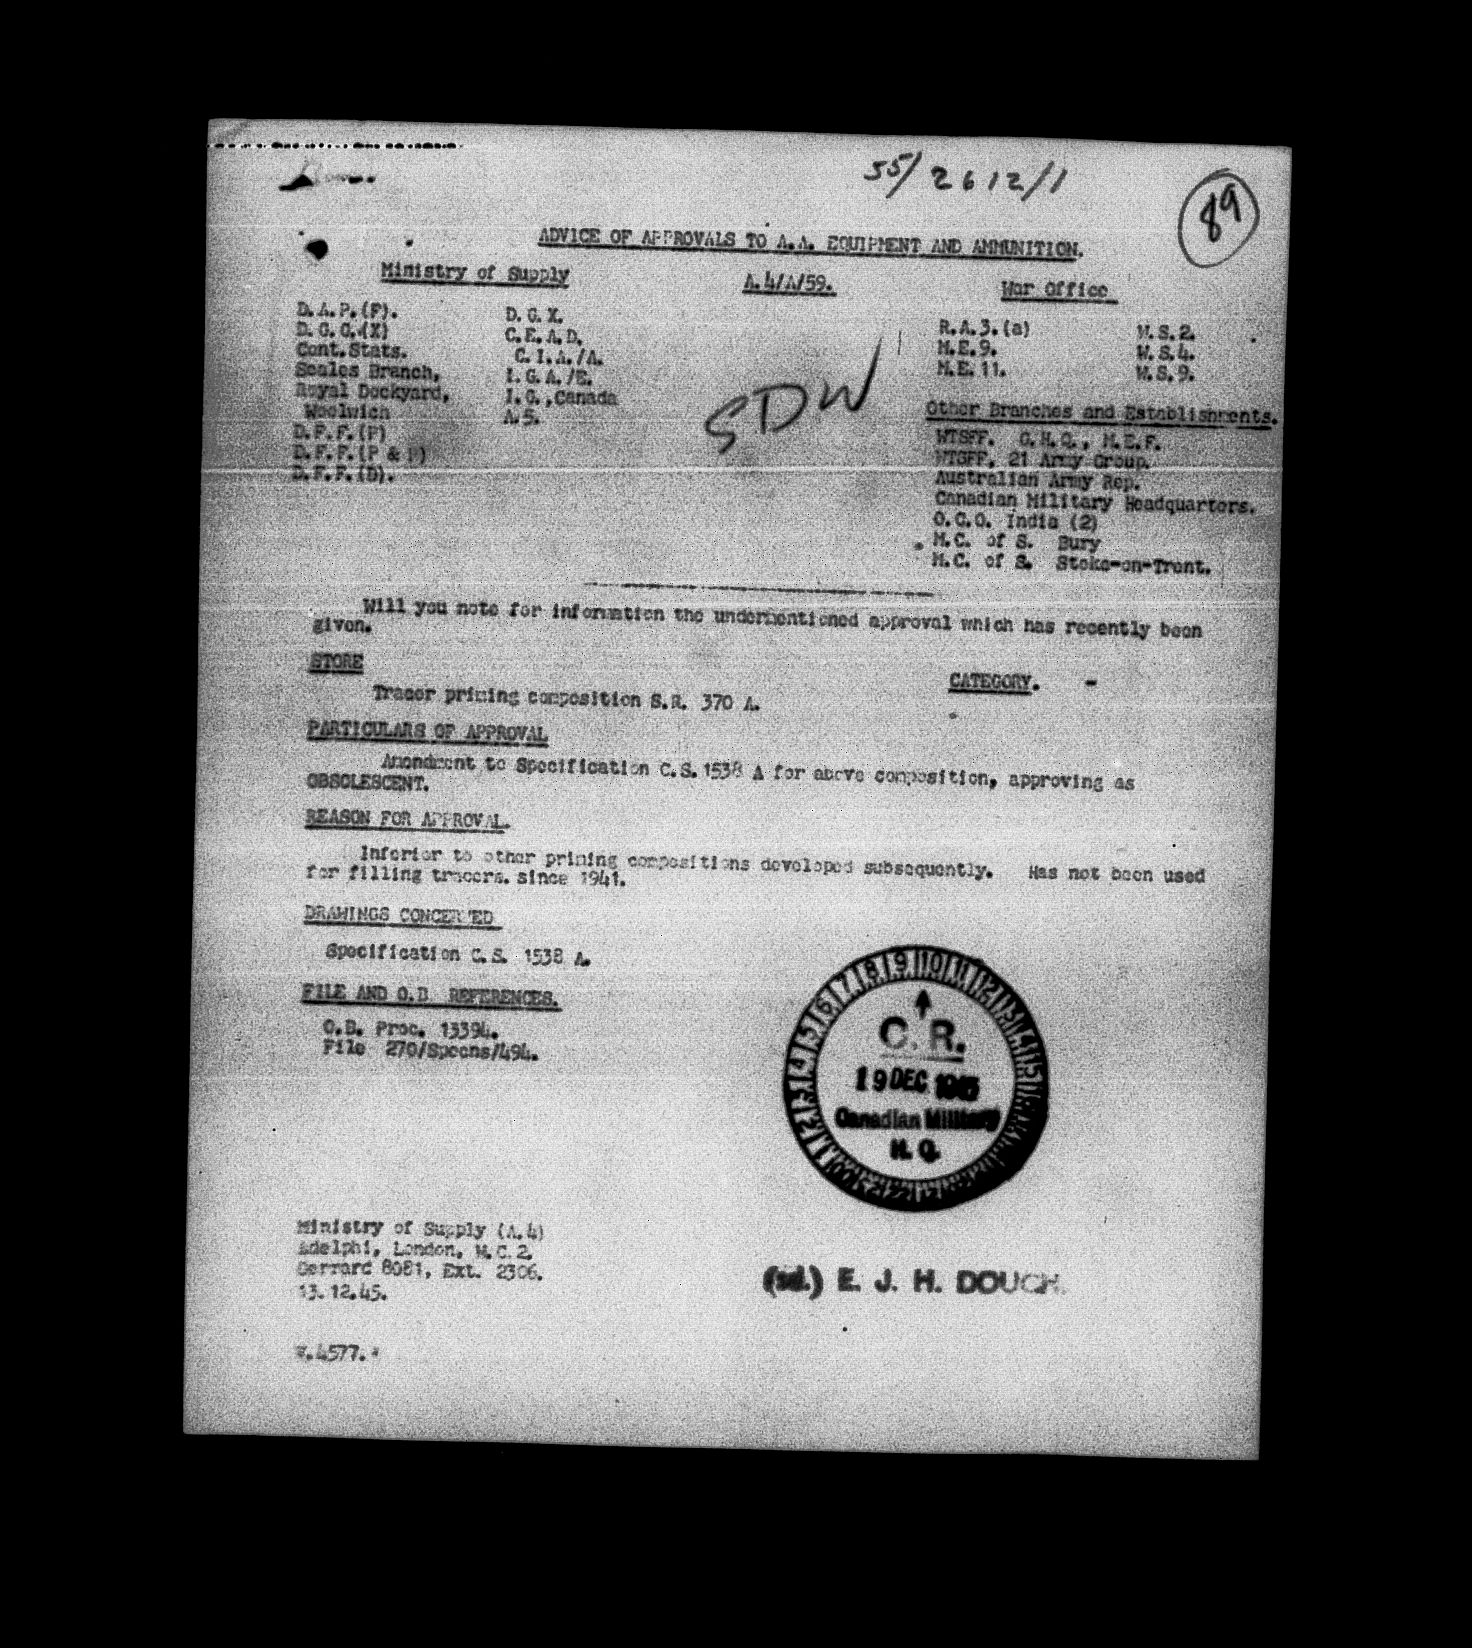 55/2612/1
89
ADVICE OF APPROVALS TO A.A. EQUIPMENT AND AMMUNITION.
Ministry of Supply
A.4/A/59.
War Office
D.A.P.(F). D.G.X.
D.G.C.(X) C.E.A.D.
Cont.Stats. C.I.A./A.
Scales Branch, I.G.A./E.
Royal Dockyard, I.G.,Canada
Woolwich A.5.
D.F.F.(F)
D.F.F.(P & )
D.F.F.(D).
SDW
R.A.3.(a) W.S.2.
M.E.9. W.S.4.
M.E.11. W.S.9.
Other Branches and Establishments.
WTSFF. G.H.Q., M.E.F.
WTSFF. 21 Army Group.
Australian Army Rep.
Canadian Military Headquarters.
O.C.O. India (2)
M.C. of S. Bury
M.C. of S. Stoke-on-Trent.
Will you note for information the undermentioned approval which has recently been
given.
STORE
CATEGORY. -
Tracer priming composition S.R. 370 A.
PARTICULARS OF APPROVAL
Amendment to Specification C.S.1538 A for above composition, approving as
OBSOLESCENT.
REASON FOR APPROVAL.
Inferior to other priming compositions developed subsequently. Has not been used
for filling tracers. since 1941.
DRAWINGS CONCERNED
Specification C.S. 1538 A.
FILE AND O.B. REFERENCES.
O.B. Proc. 13394.
File 270/Specns/494.
C.R.
19 DEC 1945
Canadian Military
H.Q.
Ministry of Supply (A.4)
Adelphi, London, W.C.2.
Gerrard 8081, Ext. 2306.
13.12.45.
(sd.) E. J. H. DOUCH.
.4577.